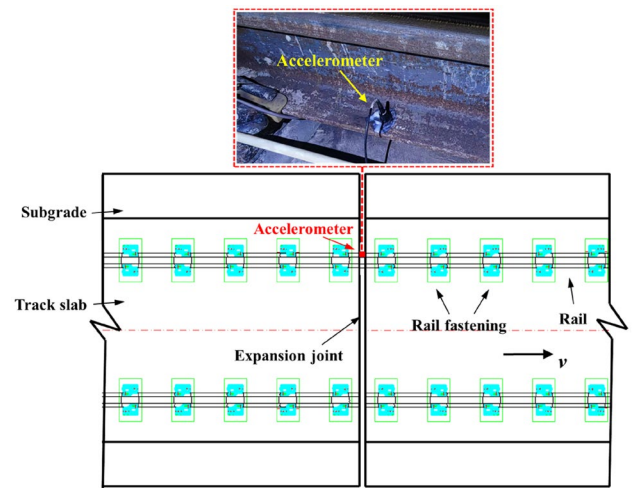 Accelerometer
Subgrade
Accelerometer
Track slab
Rail fastening
Rail
Expansion joint
v